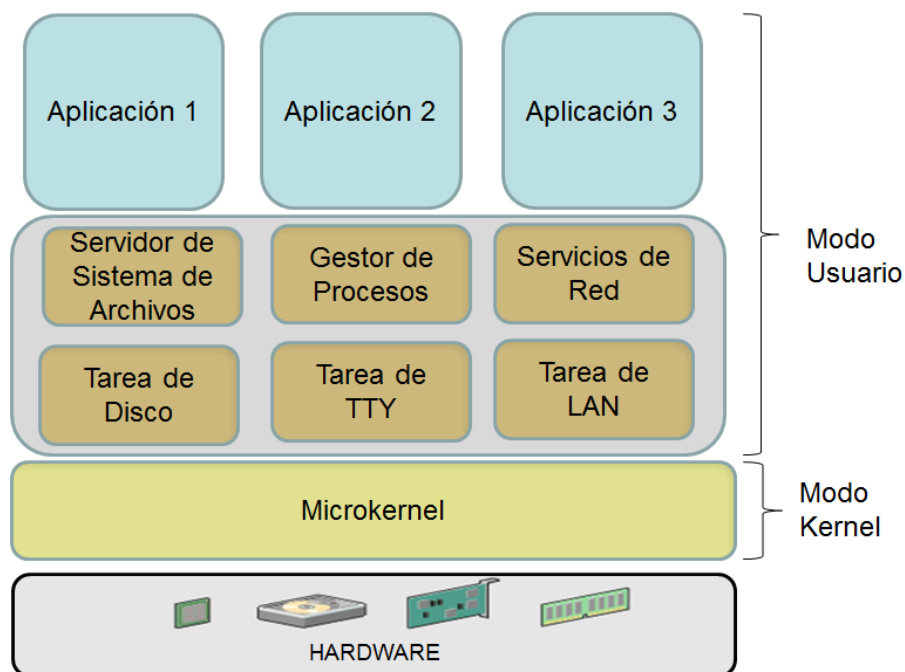 Aplicación 1
Aplicación 2
Aplicación 3
Servidor de
Sistema de
Archivos
Gestor de
Procesos
Servicios de
Red
Tarea de
Disco
Tarea de
TTY
Tarea de
LAN
Modo
Usuario
Microkernel
Modo
Kernel
HARDWARE